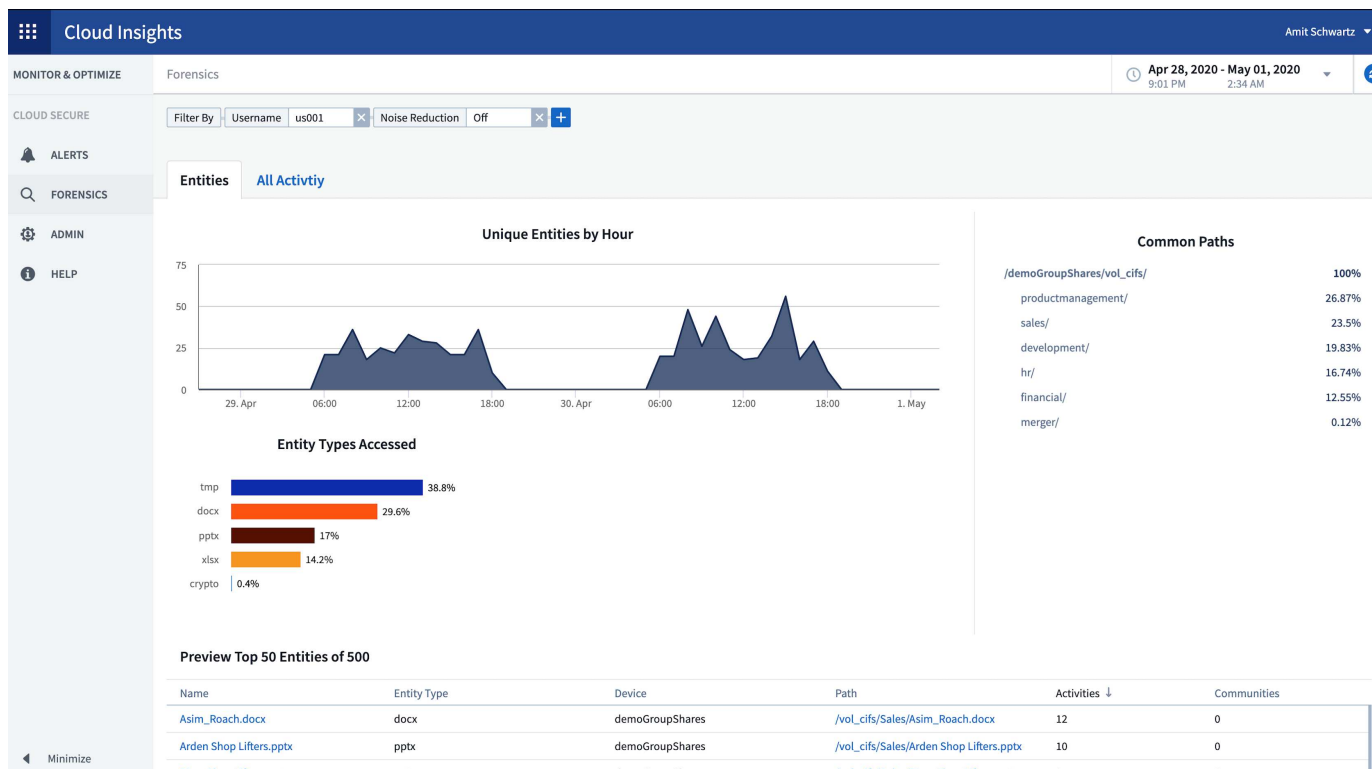 Cloud Insights
Amit Schwartz
MONITOR & OPTIMIZE
Forensics
Apr 28, 2020 - May 01, 2020
9:01 PM 2:34 AM
CLOUD SECURE
ALERTS
FORENSICS
ADMIN
HELP
Minimize
Filter By Username us001 Noise Reduction Off
Entities All Activtiy
Unique Entities by Hour
75
50
25
0
29. Apr 06:00 12:00 18:00 30. Apr 06:00 12:00 18:00 1. May
Common Paths
/demoGroupShares/vol_cifs/ 100%
productmanagement/ 26.87%
sales/ 23.5%
development/ 19.83%
hr/ 16.74%
financial/ 12.55%
merger/ 0.12%
Entity Types Accessed
tmp 38.8%
docx 29.6%
pptx 17%
xlsx 14.2%
crypto 0.4%
Preview Top 50 Entities of 500
Name Entity Type Device Path Activities ↓ Communities
Asim_Roach.docx docx demoGroupShares /vol_cifs/Sales/Asim_Roach.docx 12 0
Arden Shop Lifters.pptx pptx demoGroupShares /vol_cifs/Sales/Arden Shop Lifters.pptx 10 0